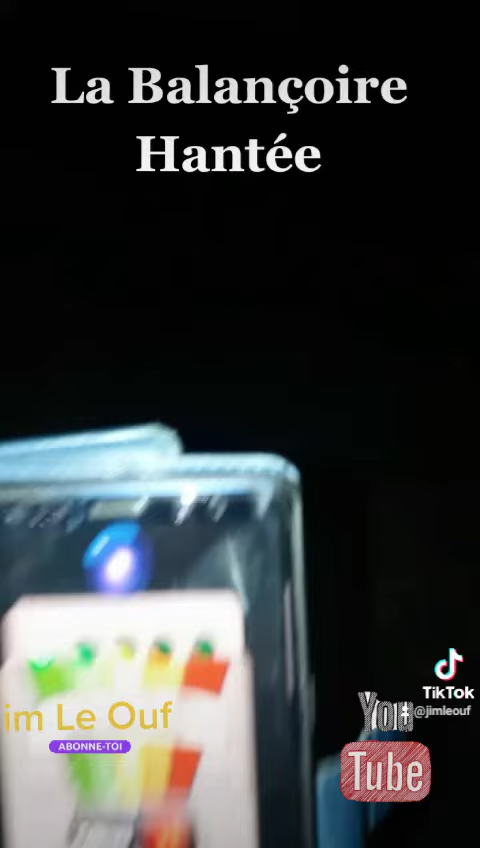 La Balançoire
Hantée
im Le Ouf
ABONNE-TOI
TikTok
@jimleouf
You
Tube